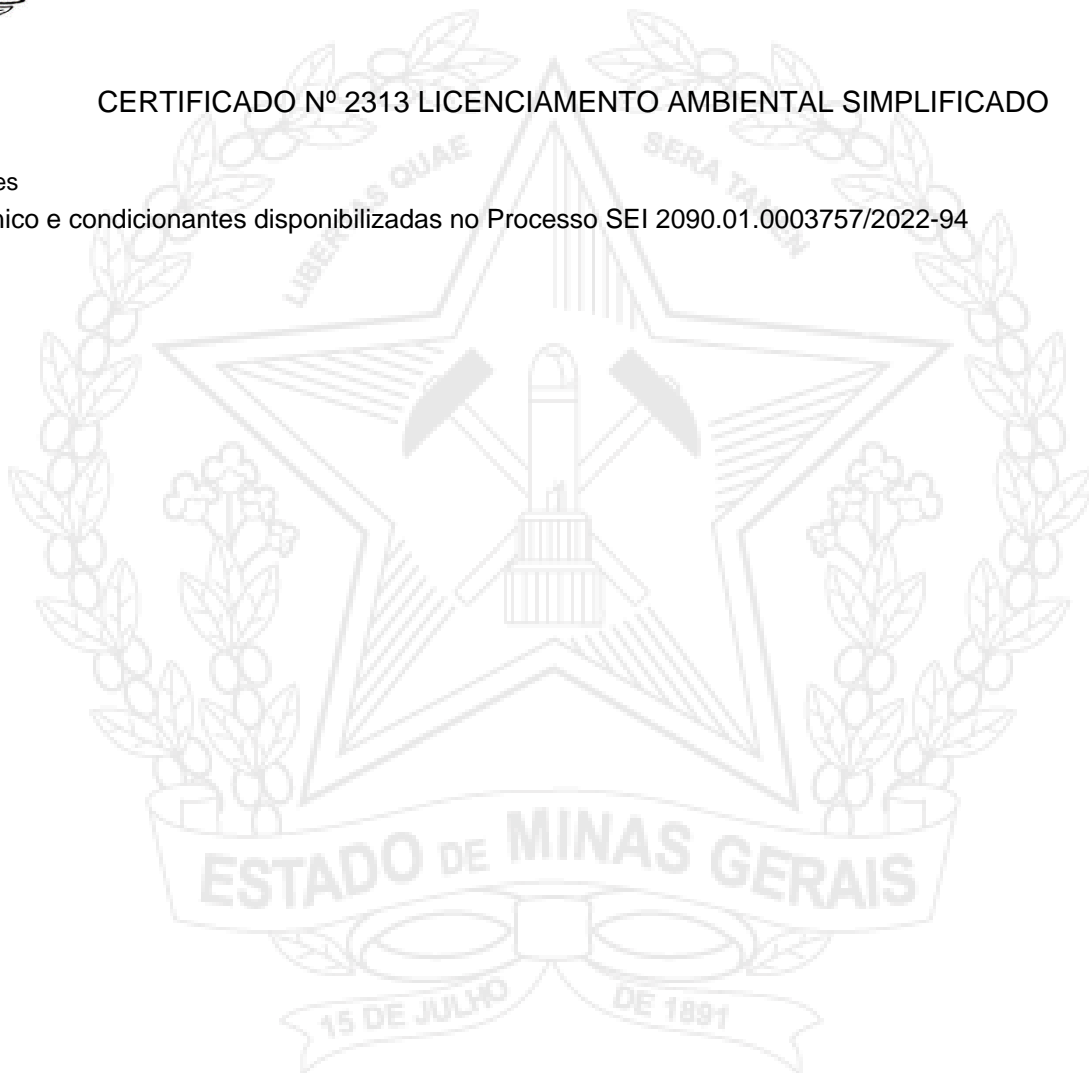 CERTIFICADO Nº 2313 LICENCIAMENTO AMBIENTAL SIMPLIFICADO
es
nico e condicionantes disponibilizadas no Processo SEI 2090.01.0003757/2022-94
LIBERTAS QUAE SERA TAMEN
ESTADO DE MINAS GERAIS
15 DE JULHO DE 1891